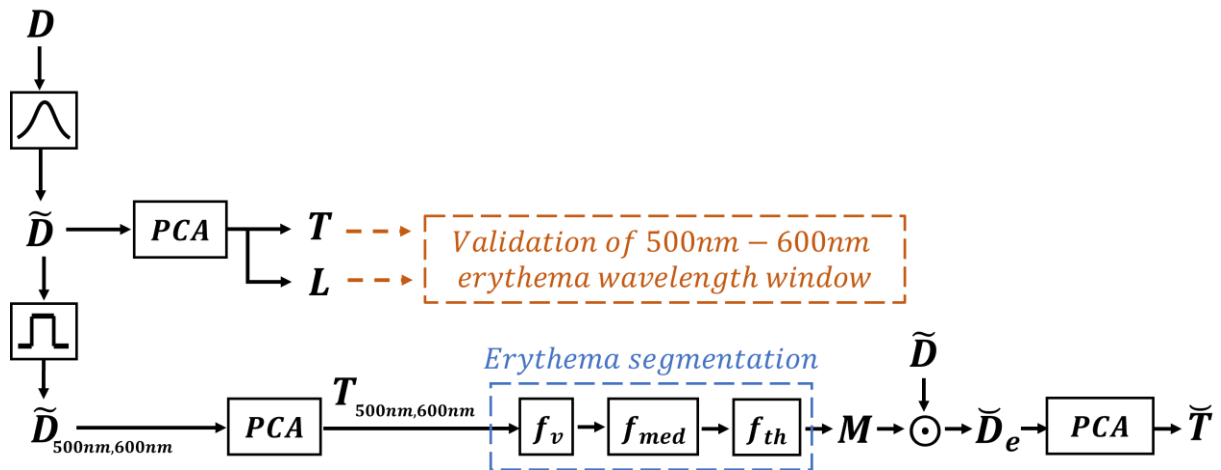 D
D̃
PCA
T
L
Validation of 500nm − 600nm
erythema wavelength window
Erythema segmentation
D̃
D̃500nm,600nm
PCA
T500nm,600nm
fv
fmed
fth
M
⊙
D̆e
PCA
T̆